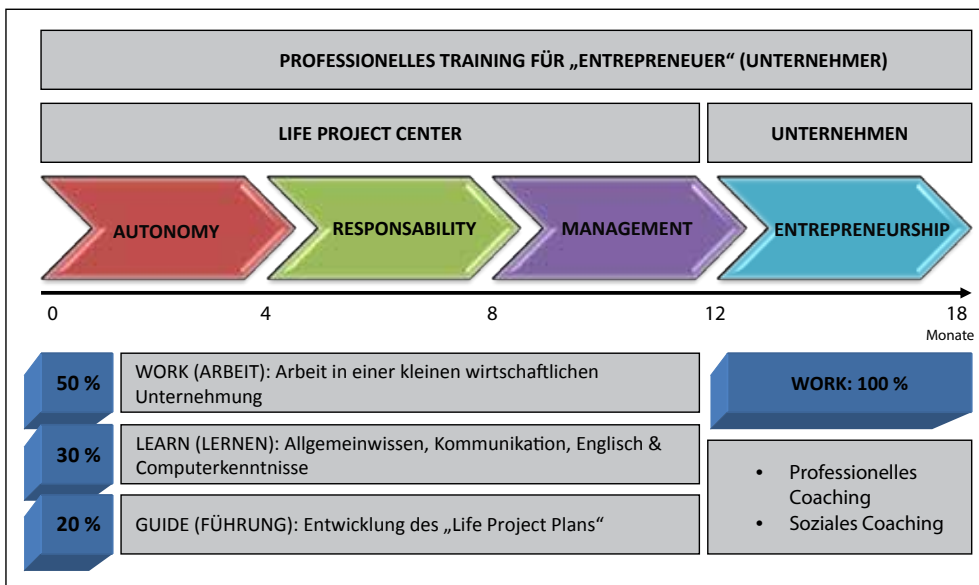 PROFESSIONELLES TRAINING FÜR „ENTREPRENEUER“ (UNTERNEHMER)
LIFE PROJECT CENTER
UNTERNEHMEN
AUTONOMY
RESPONSABILITY
MANAGEMENT
ENTREPRENEURSHIP
0
4
8
12
18
Monate
50 %
WORK (ARBEIT): Arbeit in einer kleinen wirtschaftlichen
Unternehmung
30 %
LEARN (LERNEN): Allgemeinwissen, Kommunikation, Englisch &
Computerkenntnisse
20 %
GUIDE (FÜHRUNG): Entwicklung des „Life Project Plans“
WORK: 100 %
• Professionelles
Coaching
• Soziales Coaching